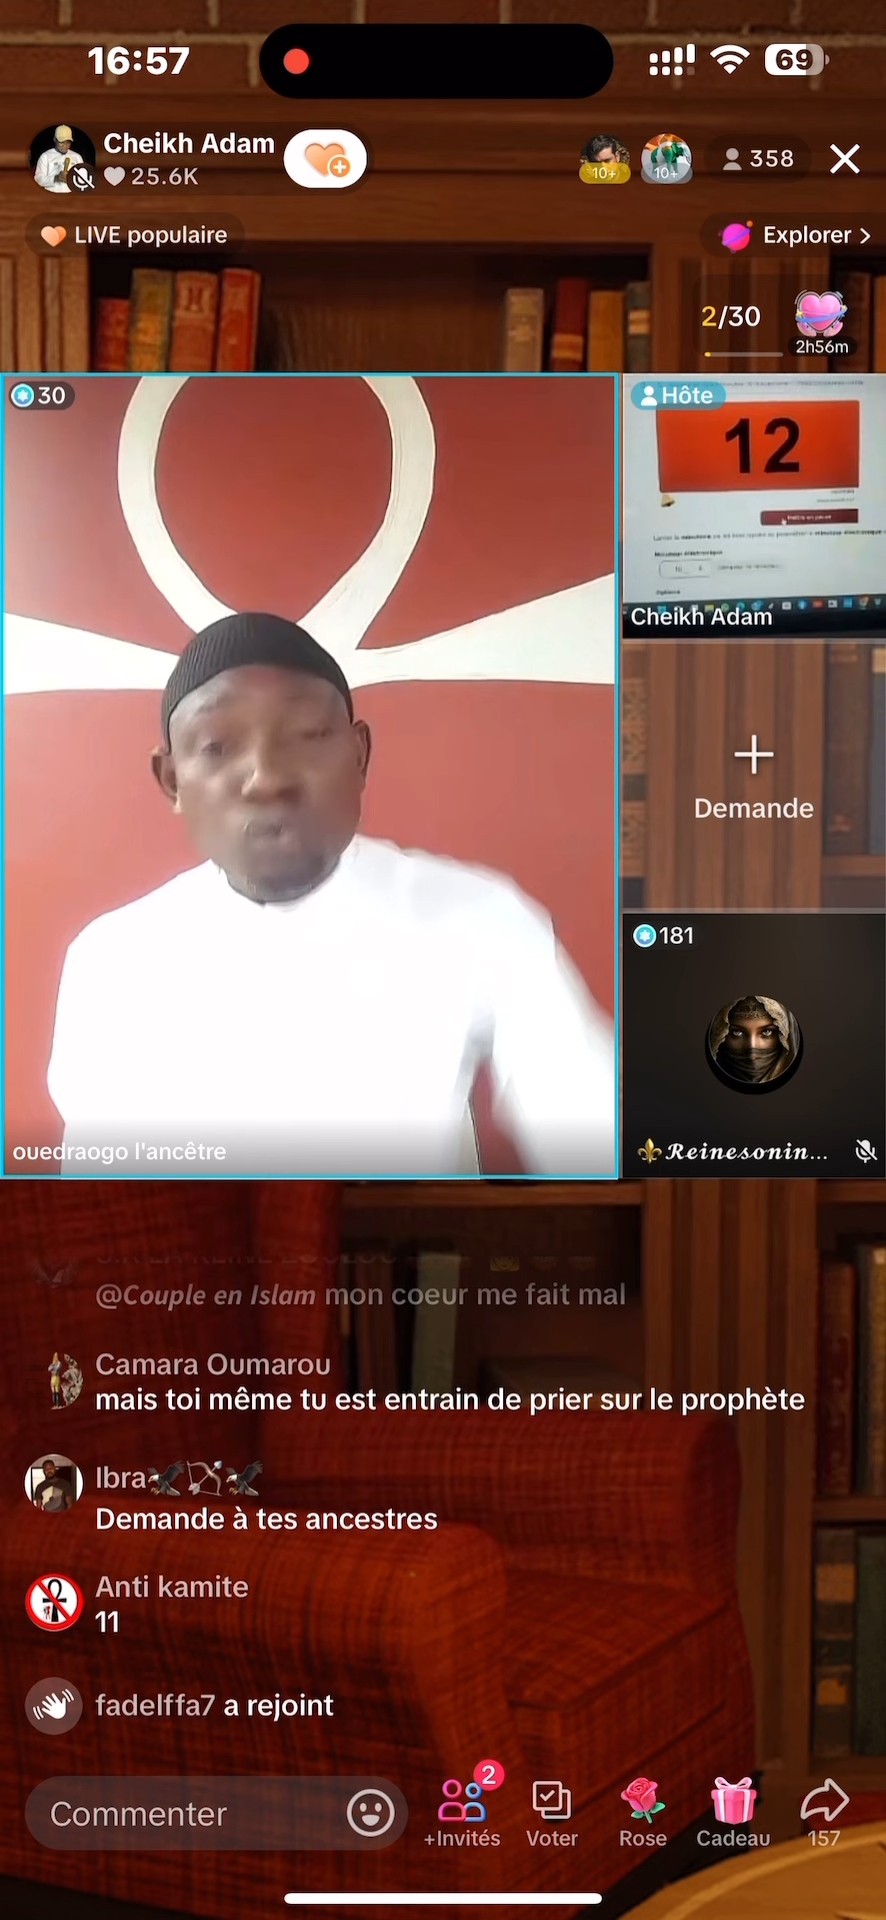 16:57
69
Cheikh Adam
25.6K
10+
10+
358
LIVE populaire
Explorer >
2/30
2h56m
30
Hôte
12
Cheikh Adam
Demande
181
ouedraogo l'ancêtre
⚜️𝓡𝓮𝓲𝓷𝓮𝓼𝓸𝓷𝓲𝓷...
@Couple en Islam mon coeur me fait mal
Camara Oumarou
mais toi même tu est entrain de prier sur le prophète
Ibra🦅🏹🦅
Demande à tes ancestres
Anti kamite
11
fadelffa7 a rejoint
Commenter
2
+Invités
Voter
Rose
Cadeau
157